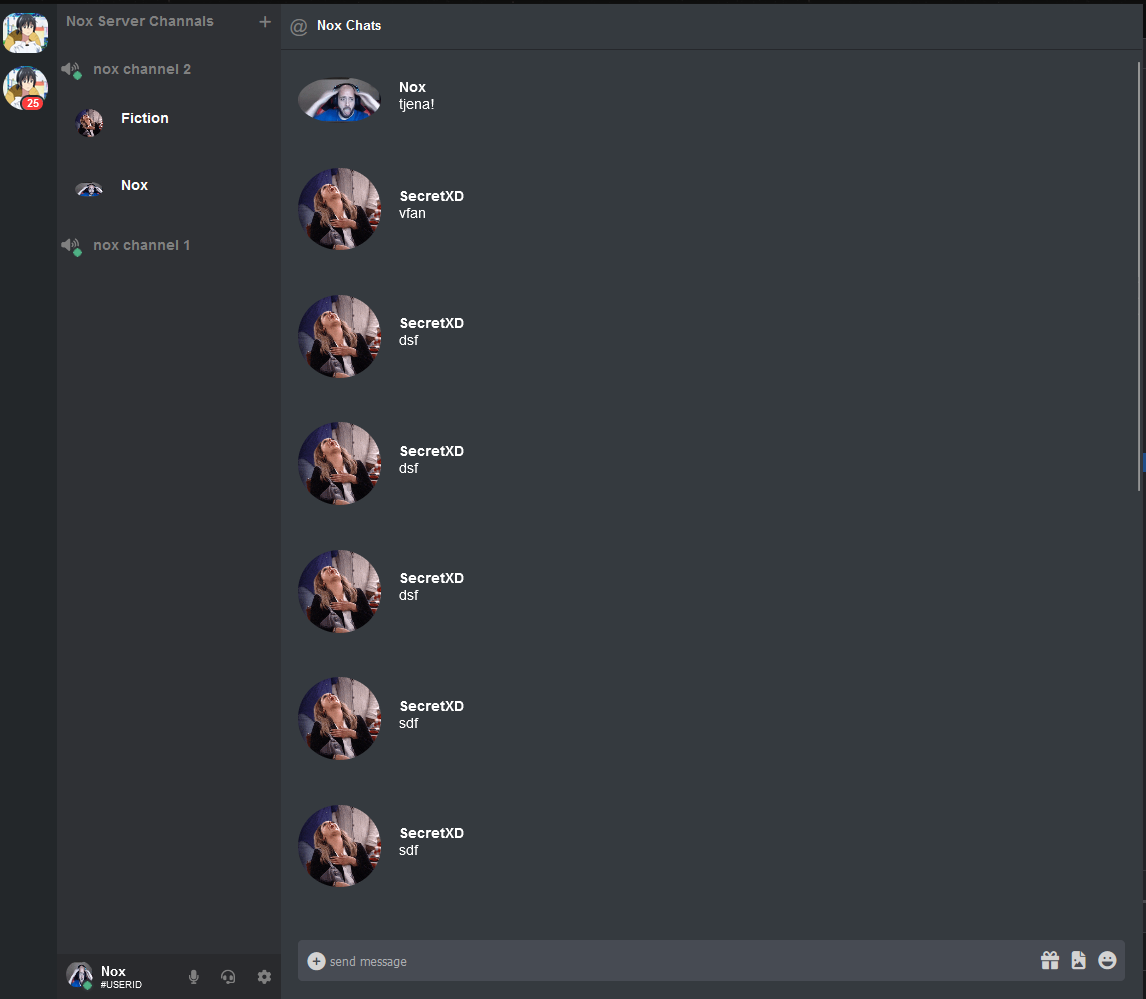 Nox Server Channals
nox channel 2
25
Fiction
Nox
nox channel 1
Nox
#USERID
@ Nox Chats
Nox
tjena!
SecretXD
vfan
SecretXD
dsf
SecretXD
dsf
SecretXD
dsf
SecretXD
sdf
SecretXD
sdf
send message